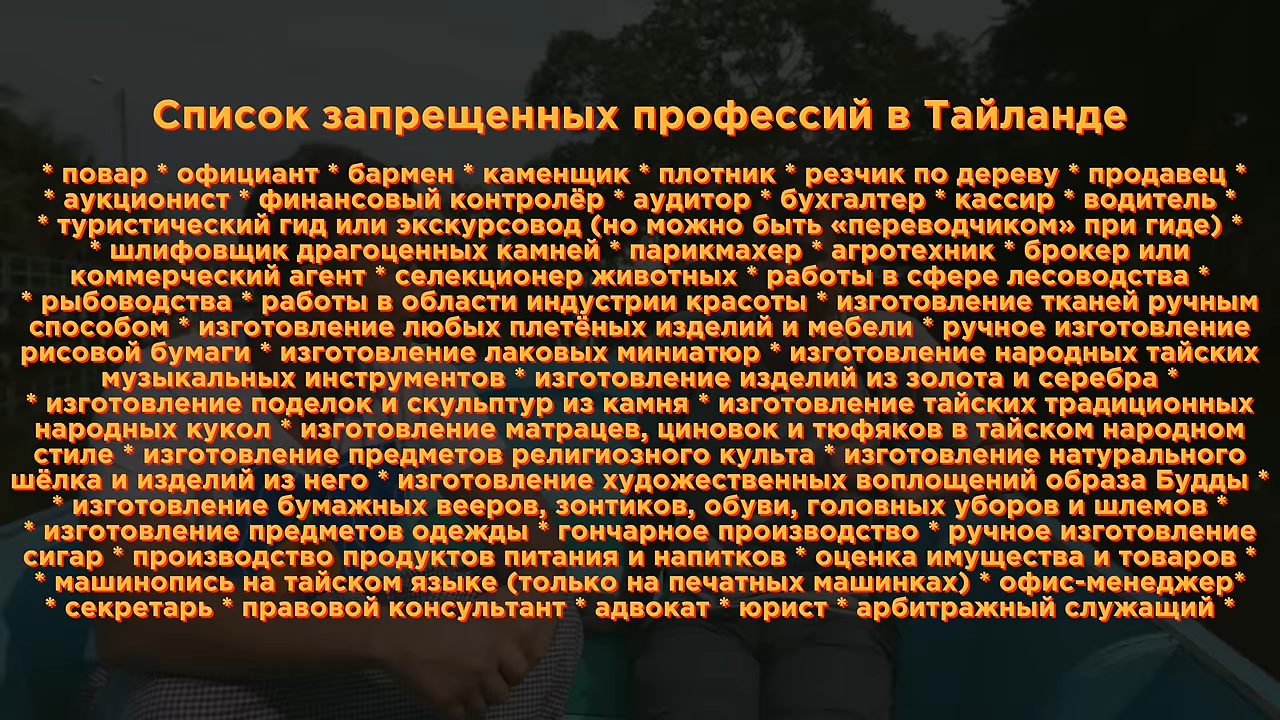 Список запрещенных профессий в Тайланде
* повар * официант * бармен * каменщик * плотник * резчик по дереву * продавец *
* аукционист * финансовый контролёр * аудитор * бухгалтер * кассир * водитель *
* туристический гид или экскурсовод (но можно быть «переводчиком» при гиде) *
* шлифовщик драгоценных камней * парикмахер * агротехник * брокер или
коммерческий агент * селекционер животных * работы в сфере лесоводства *
* рыбоводства * работы в области индустрии красоты * изготовление тканей ручным
способом * изготовление любых плетёных изделий и мебели * ручное изготовление
рисовой бумаги * изготовление лаковых миниатюр * изготовление народных тайских
музыкальных инструментов * изготовление изделий из золота и серебра *
* изготовление поделок и скульптур из камня * изготовление тайских традиционных
народных кукол * изготовление матрацев, циновок и тюфяков в тайском народном
стиле * изготовление предметов религиозного культа * изготовление натурального
шёлка и изделий из него * изготовление художественных воплощений образа Будды *
* изготовление бумажных вееров, зонтиков, обуви, головных уборов и шлемов *
* изготовление предметов одежды * гончарное производство * ручное изготовление
сигар * производство продуктов питания и напитков * оценка имущества и товаров *
* машинопись на тайском языке (только на печатных машинках) * офис-менеджер*
* секретарь * правовой консультант * адвокат * юрист * арбитражный служащий *